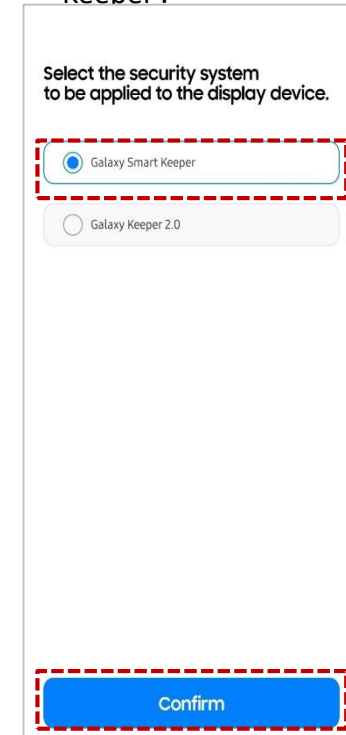 Keeper'.
Select the security system
to be applied to the display device.
Galaxy Smart Keeper
Galaxy Keeper 2.0
Confirm